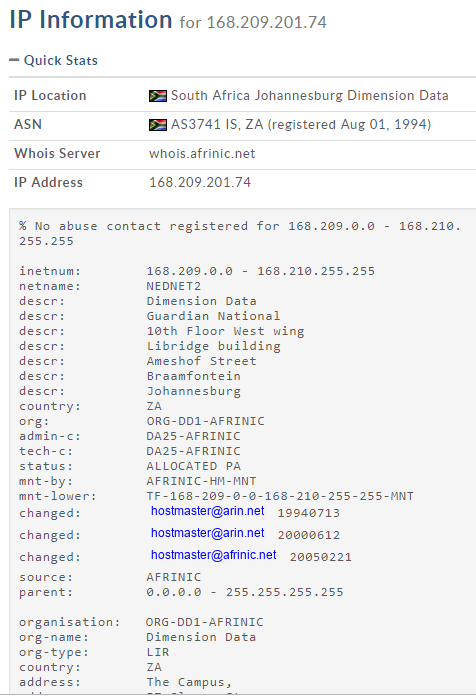 IP Information for 168.209.201.74
Quick Stats
IP Location South Africa Johannesburg Dimension Data
ASN AS3741 IS, ZA (registered Aug 01, 1994)
Whois Server whois.afrinic.net
IP Address 168.209.201.74
% No abuse contact registered for 168.209.0.0 - 168.210.
255.255
inetnum: 168.209.0.0 - 168.210.255.255
netname: NEDNET2
descr: Dimension Data
descr: Guardian National
descr: 10th Floor West wing
descr: Libridge building
descr: Ameshof Street
descr: Braamfontein
descr: Johannesburg
country: ZA
org: ORG-DD1-AFRINIC
admin-c: DA25-AFRINIC
tech-c: DA25-AFRINIC
status: ALLOCATED PA
mnt-by: AFRINIC-HM-MNT
mnt-lower: TF-168-209-0-0-168-210-255-255-MNT
changed: hostmaster@arin.net 19940713
changed: hostmaster@arin.net 20000612
changed: hostmaster@afrinic.net 20050221
source: AFRINIC
parent: 0.0.0.0 - 255.255.255.255
organisation: ORG-DD1-AFRINIC
org-name: Dimension Data
org-type: LIR
country: ZA
address: The Campus,